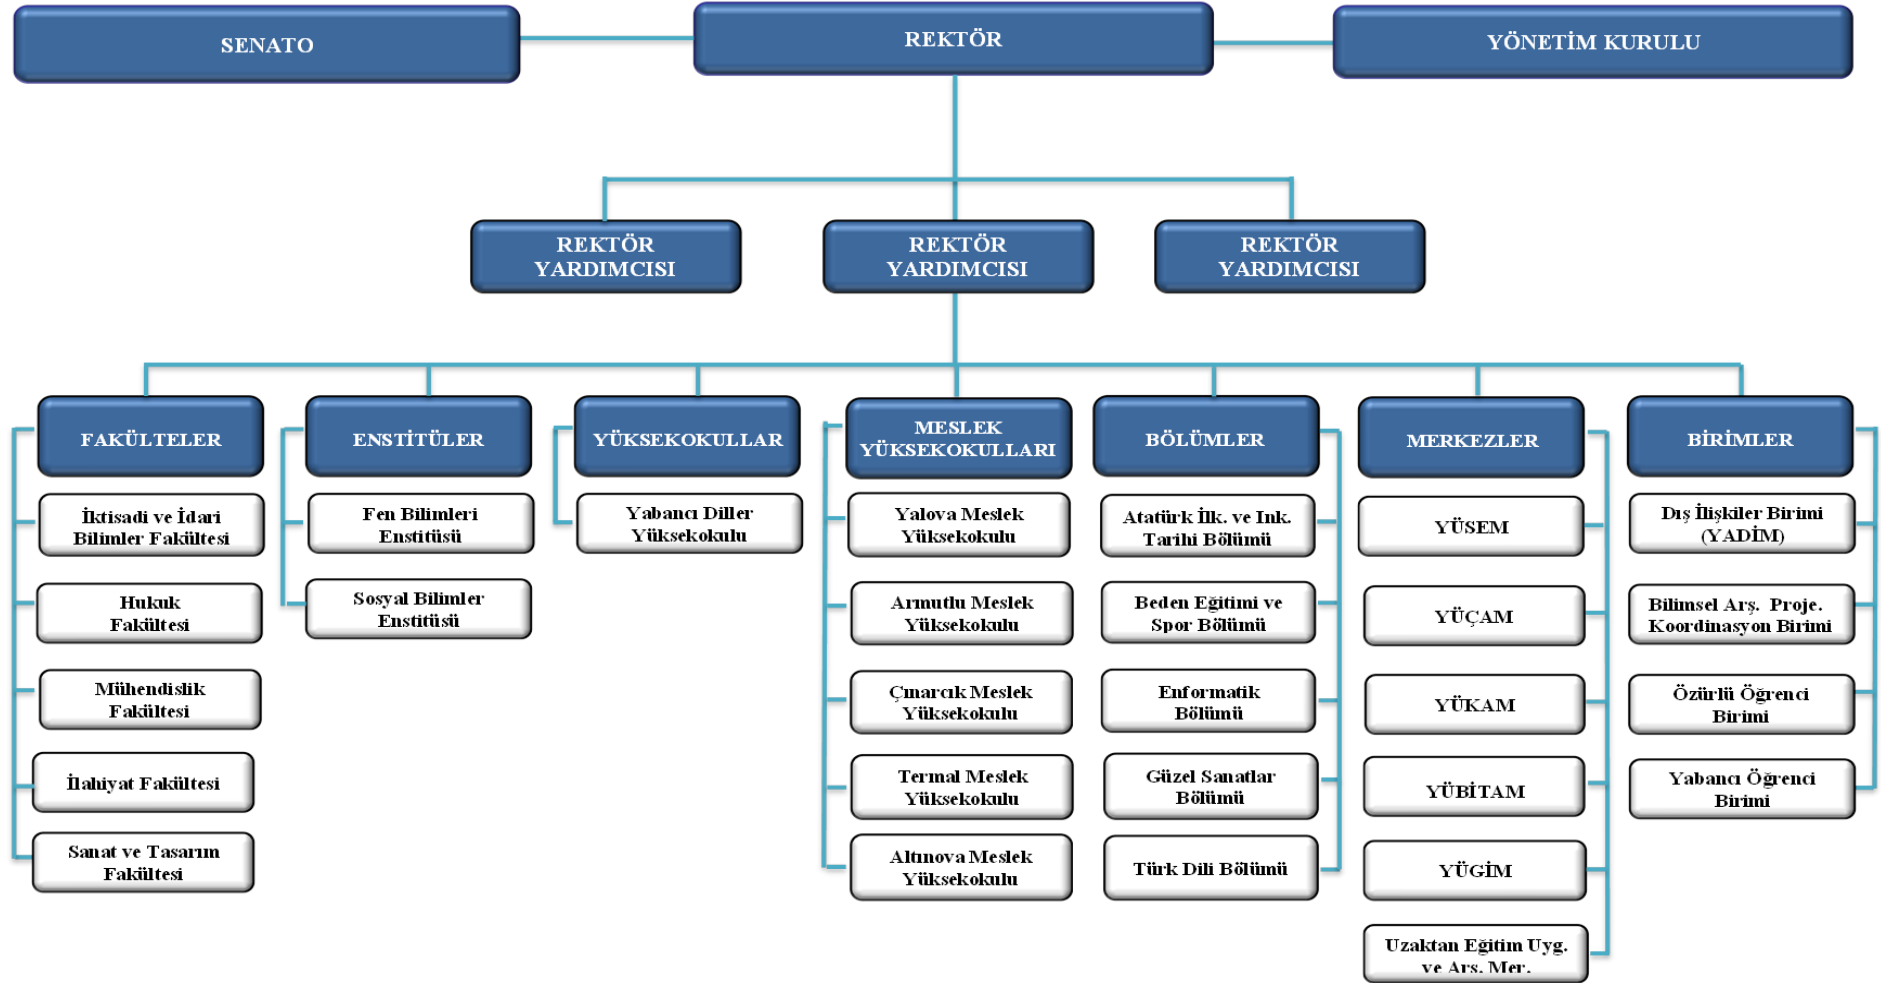 SENATO
REKTÖR
YÖNETİM KURULU
REKTÖR
YARDIMCISI
REKTÖR
YARDIMCISI
REKTÖR
YARDIMCISI
FAKÜLTELER
İktisadi ve İdari
Bilimler Fakültesi
Hukuk
Fakültesi
Mühendislik
Fakültesi
İlahiyat Fakültesi
Sanat ve Tasarım
Fakültesi
ENSTİTÜLER
Fen Bilimleri
Enstitüsü
Sosyal Bilimler
Enstitüsü
YÜKSEKOKULLAR
Yabancı Diller
Yüksekokulu
MESLEK
YÜKSEKOKULLARI
Yalova Meslek
Yüksekokulu
Armutlu Meslek
Yüksekokulu
Çınarcık Meslek
Yüksekokulu
Termal Meslek
Yüksekokulu
Altınova Meslek
Yüksekokulu
BÖLÜMLER
Atatürk İlk. ve Ink.
Tarihi Bölümü
Beden Eğitimi ve
Spor Bölümü
Enformatik
Bölümü
Güzel Sanatlar
Bölümü
Türk Dili Bölümü
MERKEZLER
YÜSEM
YÜÇAM
YÜKAM
YÜBİTAM
YÜGİM
Uzaktan Eğitim Uyg.
ve Arş. Mer.
BİRİMLER
Dış İlişkiler Birimi
(YADİM)
Bilimsel Arş. Proje.
Koordinasyon Birimi
Özürlü Öğrenci
Birimi
Yabancı Öğrenci
Birimi